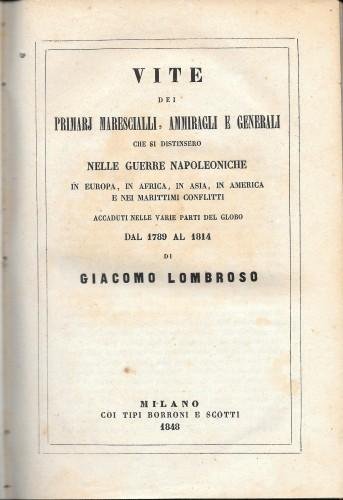 VITE
DEI
PRIMARJ MARESCIALLI, AMMIRAGLI E GENERALI
CHE SI DISTINSERO
NELLE GUERRE NAPOLEONICHE
IN EUROPA, IN AFRICA, IN ASIA, IN AMERICA
E NEI MARITTIMI CONFLITTI
ACCADUTI NELLE VARIE PARTI DEL GLOBO
DAL 1789 AL 1814
DI
GIACOMO LOMBROSO
MILANO
COI TIPI BORRONI E SCOTTI
1848